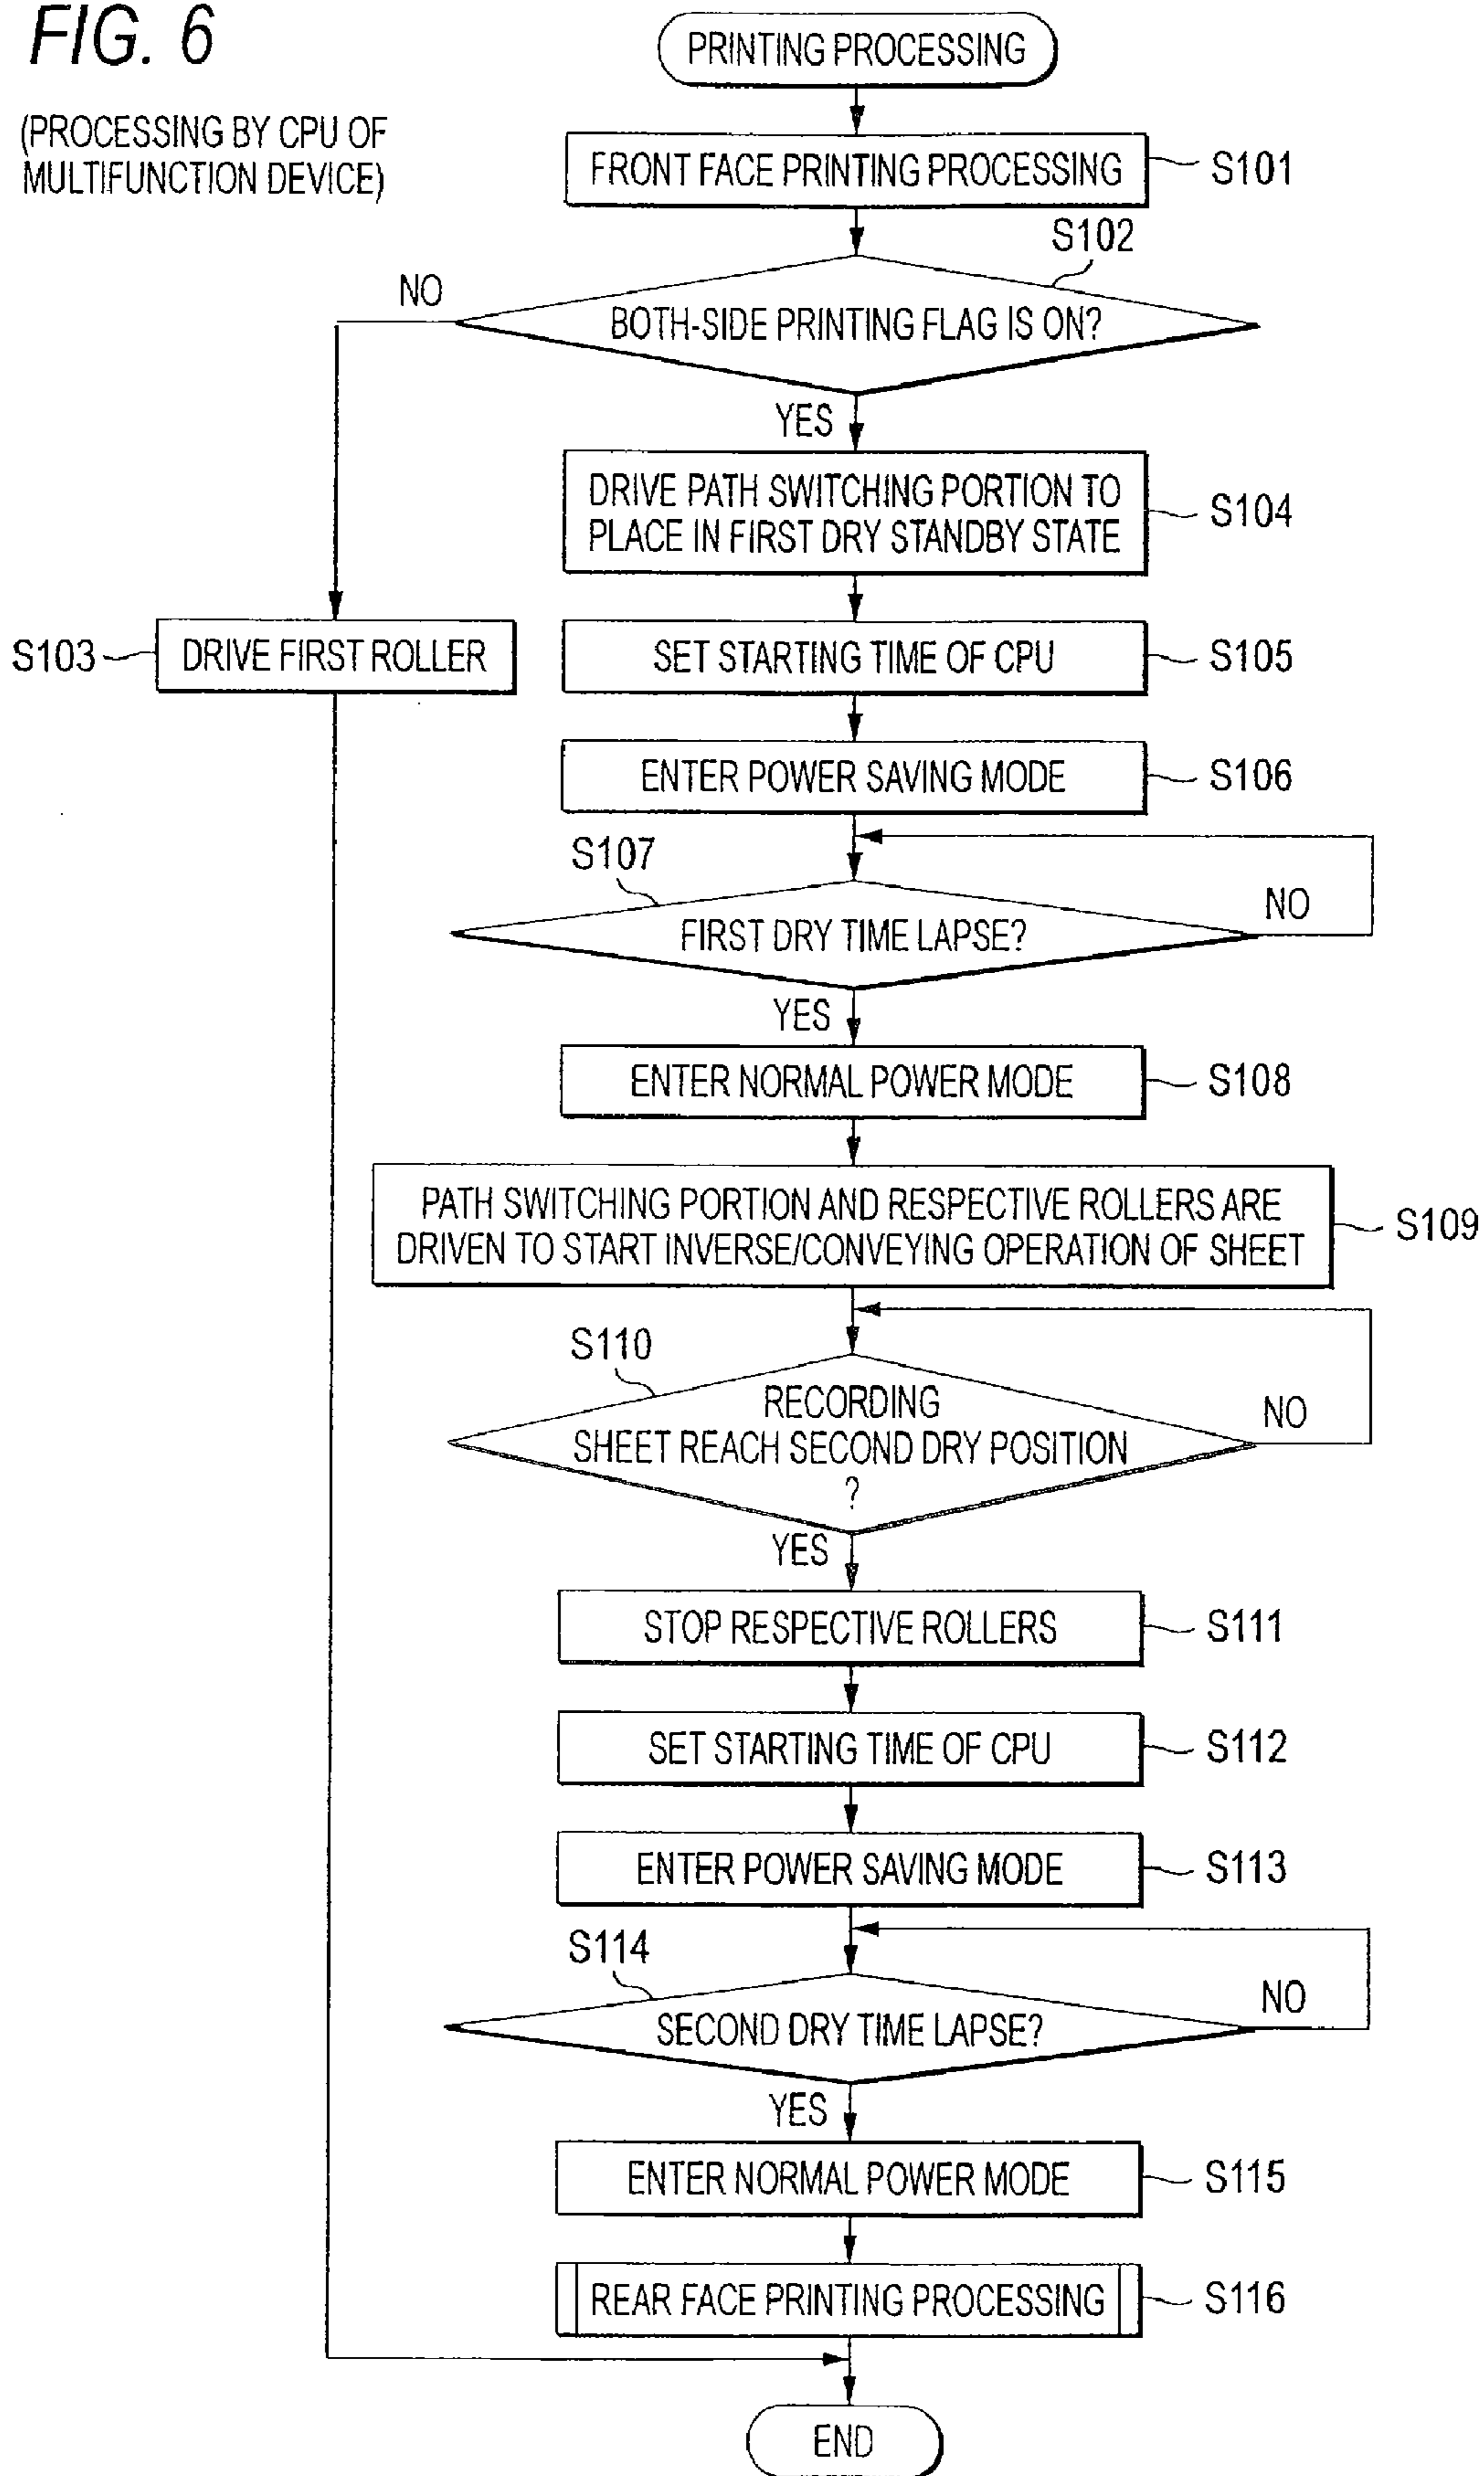 FIG. 6
(PROCESSING BY CPU OF
MULTIFUNCTION DEVICE)
PRINTING PROCESSING
FRONT FACE PRINTING PROCESSING
S101
S102
BOTH-SIDE PRINTING FLAG IS ON?
NO
YES
DRIVE PATH SWITCHING PORTION TO
PLACE IN FIRST DRY STANDBY STATE
S104
S103
DRIVE FIRST ROLLER
SET STARTING TIME OF CPU
S105
ENTER POWER SAVING MODE
S106
S107
FIRST DRY TIME LAPSE?
NO
YES
ENTER NORMAL POWER MODE
S108
PATH SWITCHING PORTION AND RESPECTIVE ROLLERS ARE
DRIVEN TO START INVERSE/CONVEYING OPERATION OF SHEET
S109
S110
RECORDING
SHEET REACH SECOND DRY POSITION
?
NO
YES
STOP RESPECTIVE ROLLERS
S111
SET STARTING TIME OF CPU
S112
ENTER POWER SAVING MODE
S113
S114
SECOND DRY TIME LAPSE?
NO
YES
ENTER NORMAL POWER MODE
S115
REAR FACE PRINTING PROCESSING
S116
END